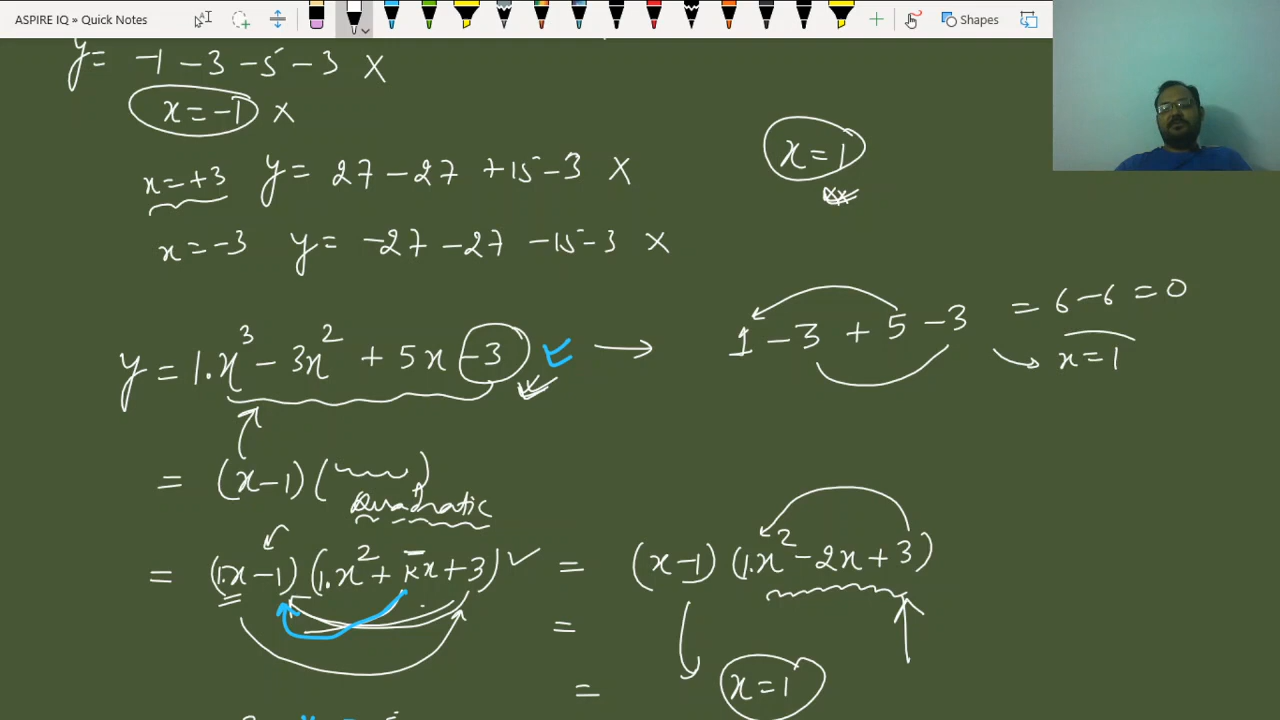 ASPIRE IQ » Quick Notes
Shapes
y = -1 - 3 - 5 - 3 X
x = -1 X
x = +3 y = 27 - 27 + 15 - 3 X
x = -3 y = -27 - 27 - 15 - 3 X
x = 1
y = 1.x³ - 3x² + 5x - 3 → 1 - 3 + 5 - 3 = 6 - 6 = 0
x = 1
= (x-1)( )
Quadratic
= (1.x - 1)(1.x² + kx + 3) ✓ = (x-1)(1.x² - 2x + 3)
=
= x = 1